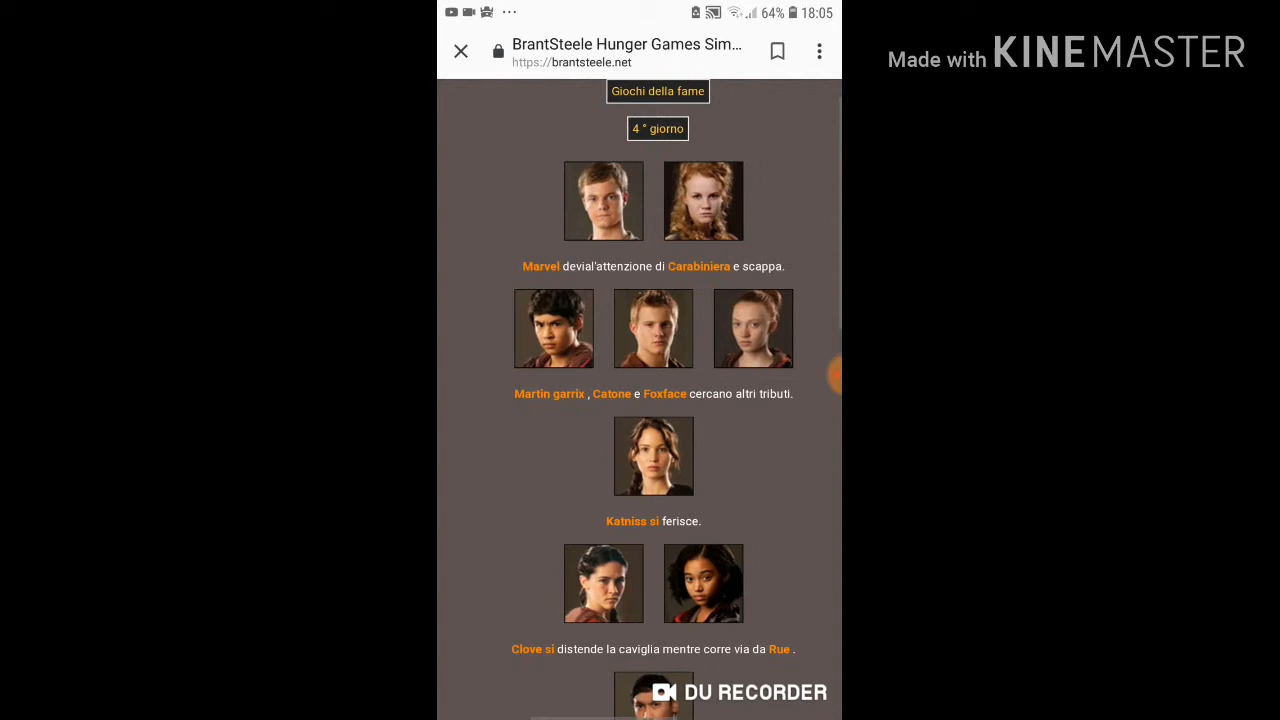 64% 18:05
BrantSteele Hunger Games Sim...
https://brantsteele.net
Made with KINEMASTER
Giochi della fame
4 ° giorno
Marvel devial'attenzione di Carabiniera e scappa.
Martin garrix , Catone e Foxface cercano altri tributi.
Katniss si ferisce.
Clove si distende la caviglia mentre corre via da Rue .
DU RECORDER